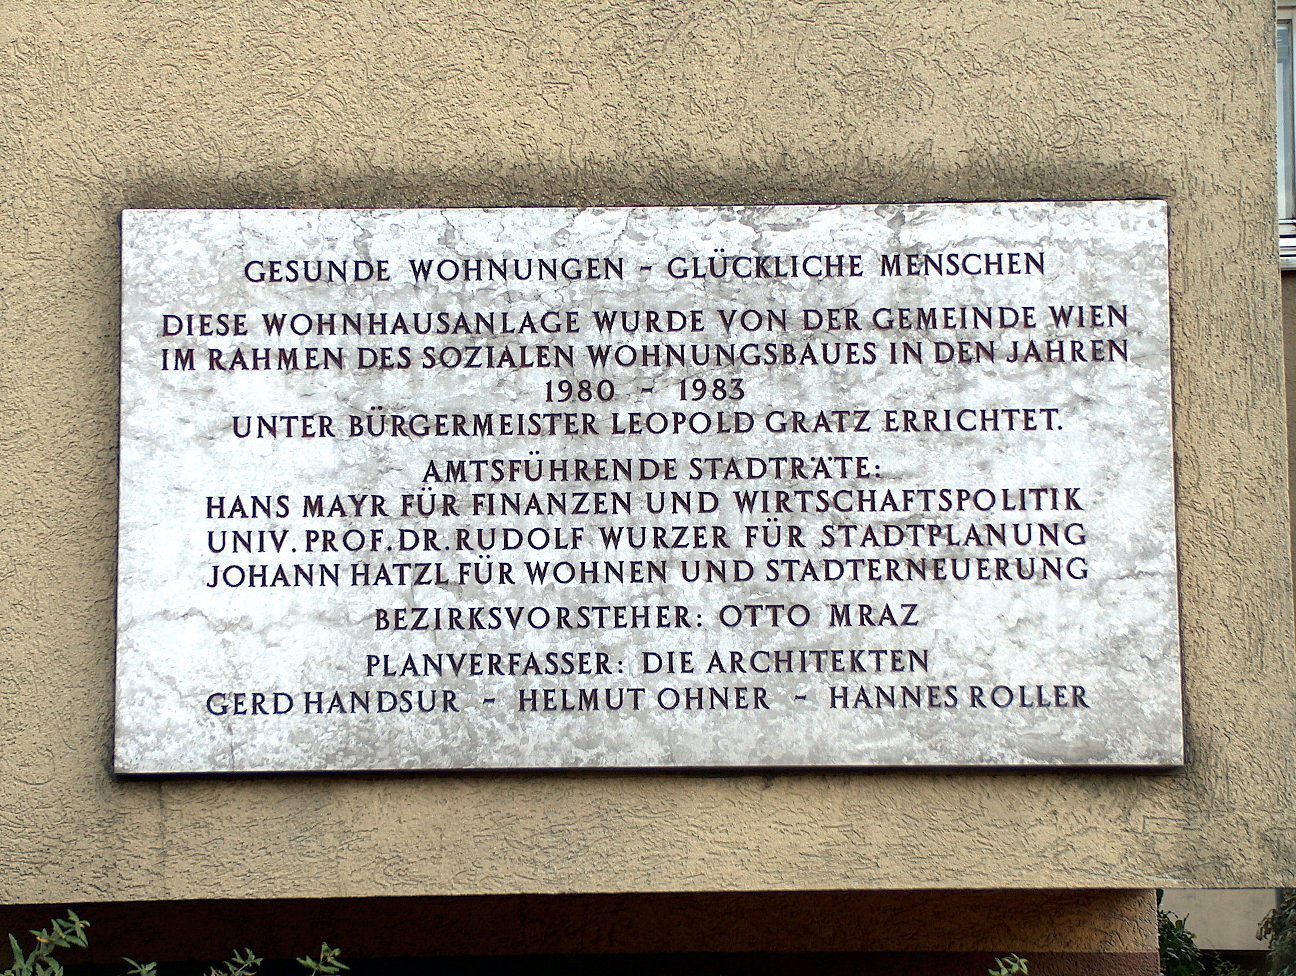 GESUNDE WOHNUNGEN - GLÜCKLICHE MENSCHEN
DIESE WOHNHAUSANLAGE WURDE VON DER GEMEINDE WIEN
IM RAHMEN DES SOZIALEN WOHNUNGSBAUES IN DEN JAHREN
1980 - 1983
UNTER BÜRGERMEISTER LEOPOLD GRATZ ERRICHTET.
AMTSFÜHRENDE STADTRÄTE:
HANS MAYR FÜR FINANZEN UND WIRTSCHAFTSPOLITIK
UNIV. PROF. DR. RUDOLF WURZER FÜR STADTPLANUNG
JOHANN HATZL FÜR WOHNEN UND STADTERNEUERUNG
BEZIRKSVORSTEHER: OTTO MRAZ
PLANVERFASSER: DIE ARCHITEKTEN
GERD HANDSUR - HELMUT OHNER - HANNES ROLLER